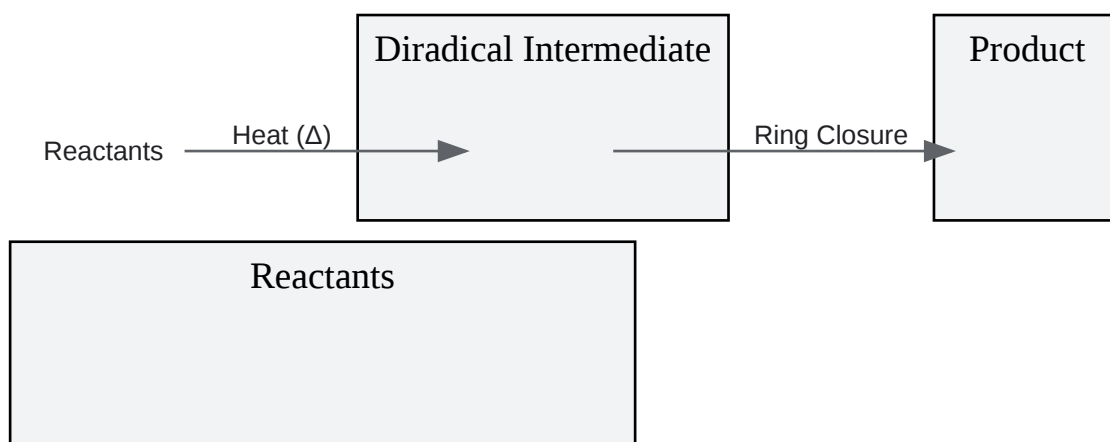 Diradical Intermediate
Product
Reactants
Heat (Δ)
Ring Closure
Reactants